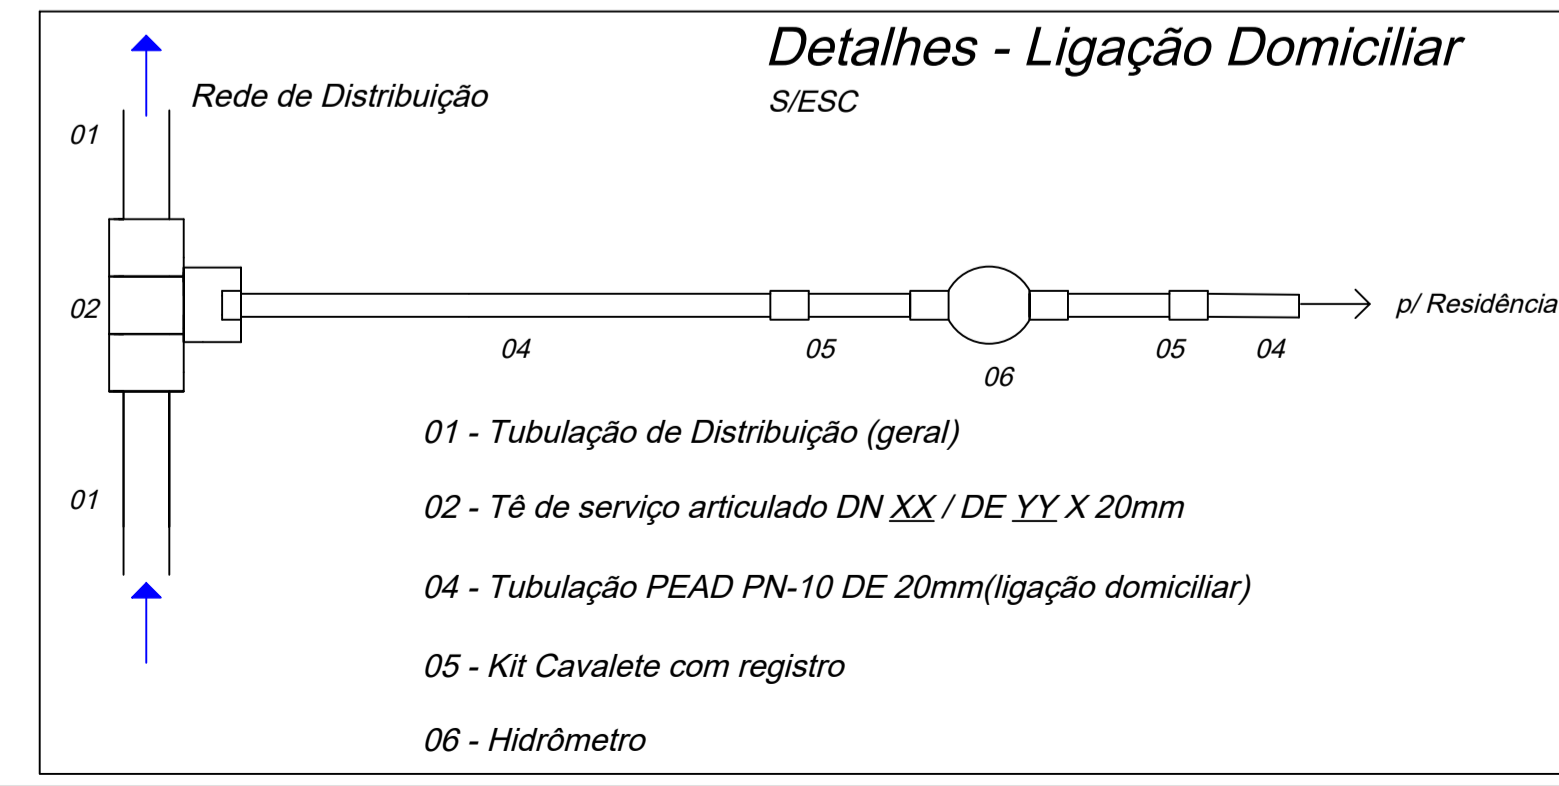 Detalhes - Ligação Domiciliar
S/ESC
Rede de Distribuição
01
02
04
05
06
05
04
p/ Residência
01
01 - Tubulação de Distribuição (geral)
02 - Tê de serviço articulado DN XX / DE YY X 20mm
04 - Tubulação PEAD PN-10 DE 20mm(ligação domiciliar)
05 - Kit Cavalete com registro
06 - Hidrômetro